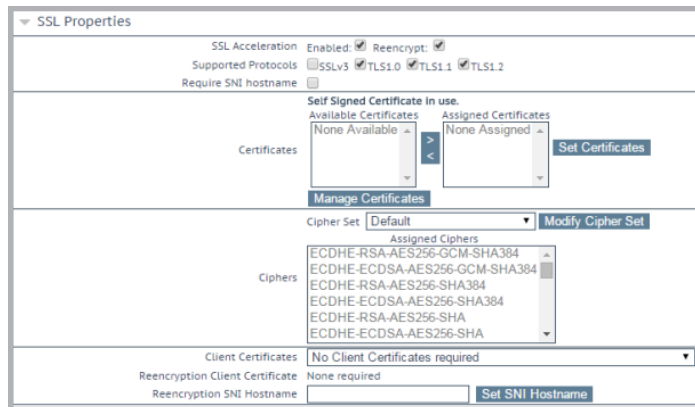 SSL Properties
SSL Acceleration Enabled: Reencrypt:
Supported Protocols SSLv3 TLS1.0 TLS1.1 TLS1.2
Require SNI hostname
Self Signed Certificate in use.
Available Certificates Assigned Certificates
None Available None Assigned
Certificates > < Set Certificates
Manage Certificates
Cipher Set Default Modify Cipher Set
Assigned Ciphers
ECDHE-RSA-AES256-GCM-SHA384
ECDHE-ECDSA-AES256-GCM-SHA384
Ciphers ECDHE-RSA-AES256-SHA384
ECDHE-ECDSA-AES256-SHA384
ECDHE-RSA-AES256-SHA
ECDHE-ECDSA-AES256-SHA
Client Certificates No Client Certificates required
Reencryption Client Certificate None required
Reencryption SNI Hostname Set SNI Hostname